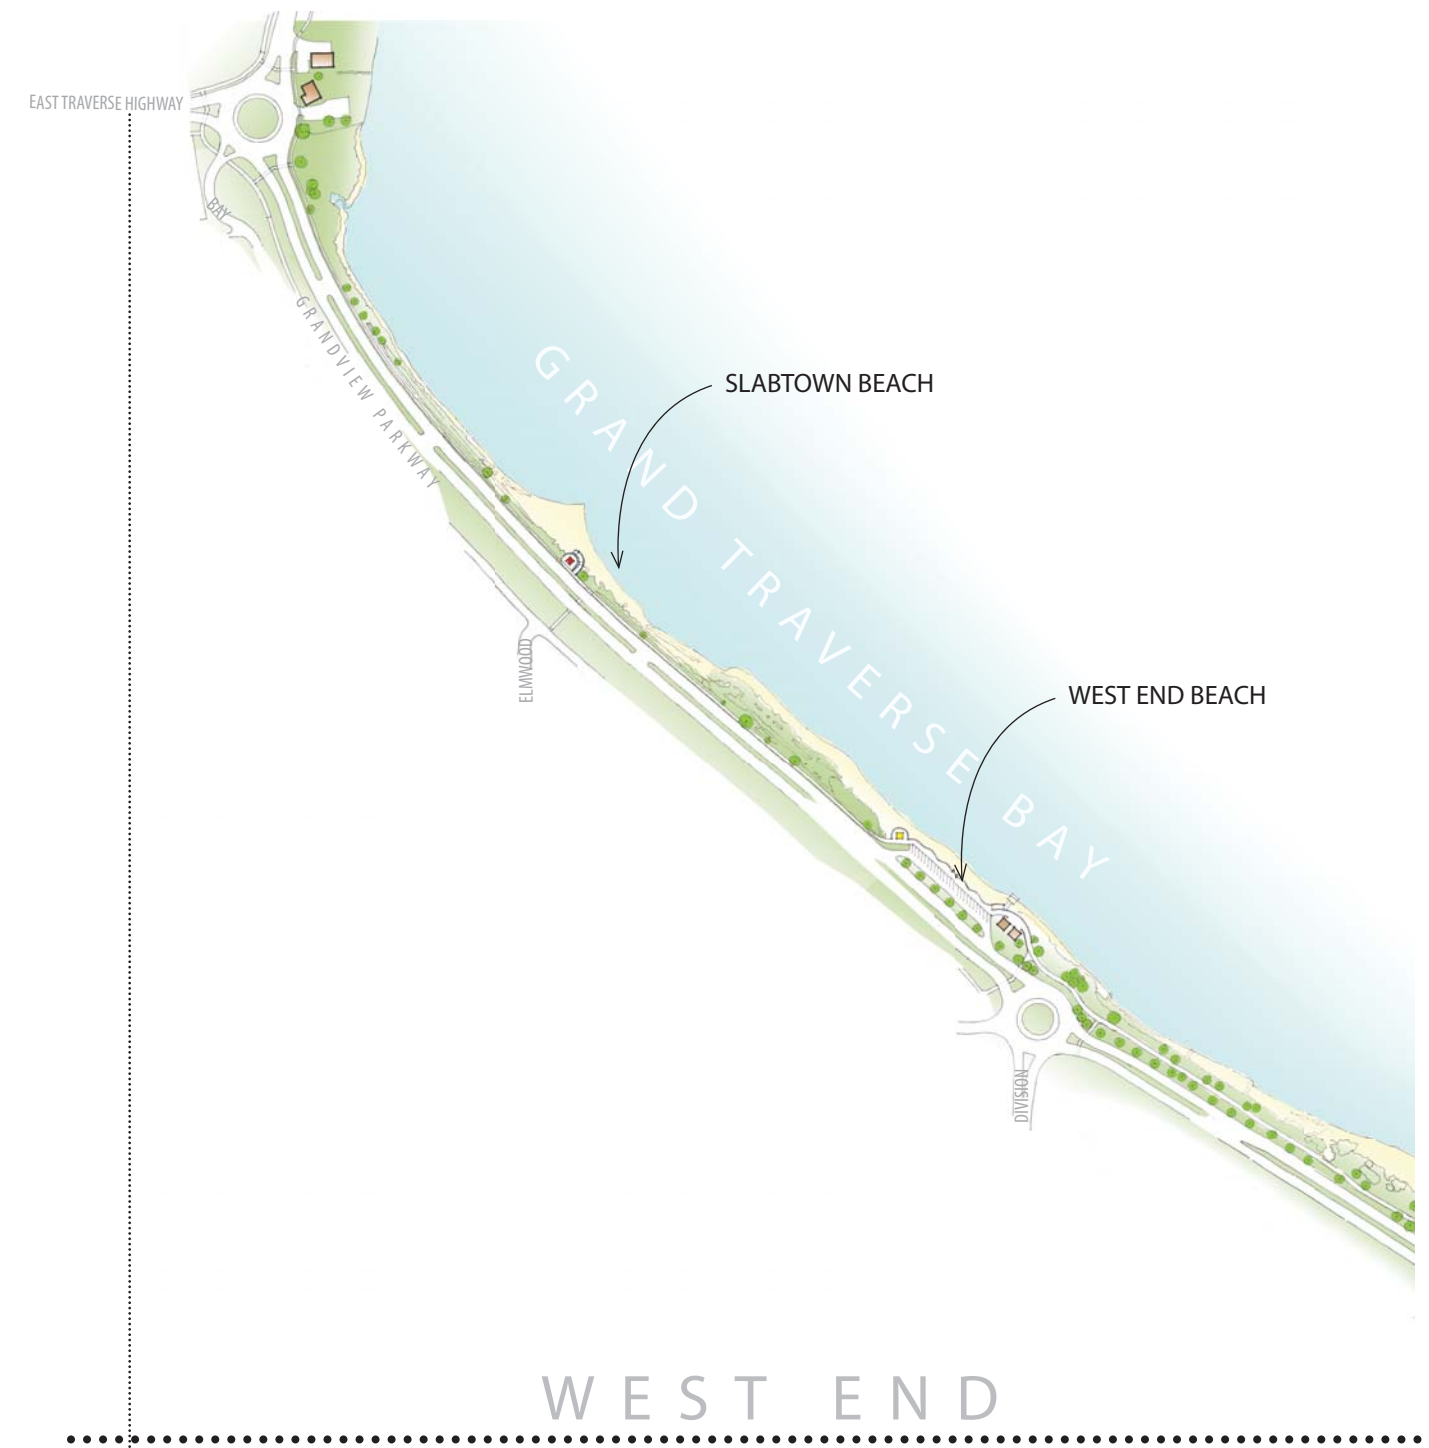 EAST TRAVERSE HIGHWAY
BAY
GRANDVIEW PARKWAY
GRAND TRAVERSE BAY
SLABTOWN BEACH
ELMWOOD
WEST END BEACH
DIVISION
WEST END